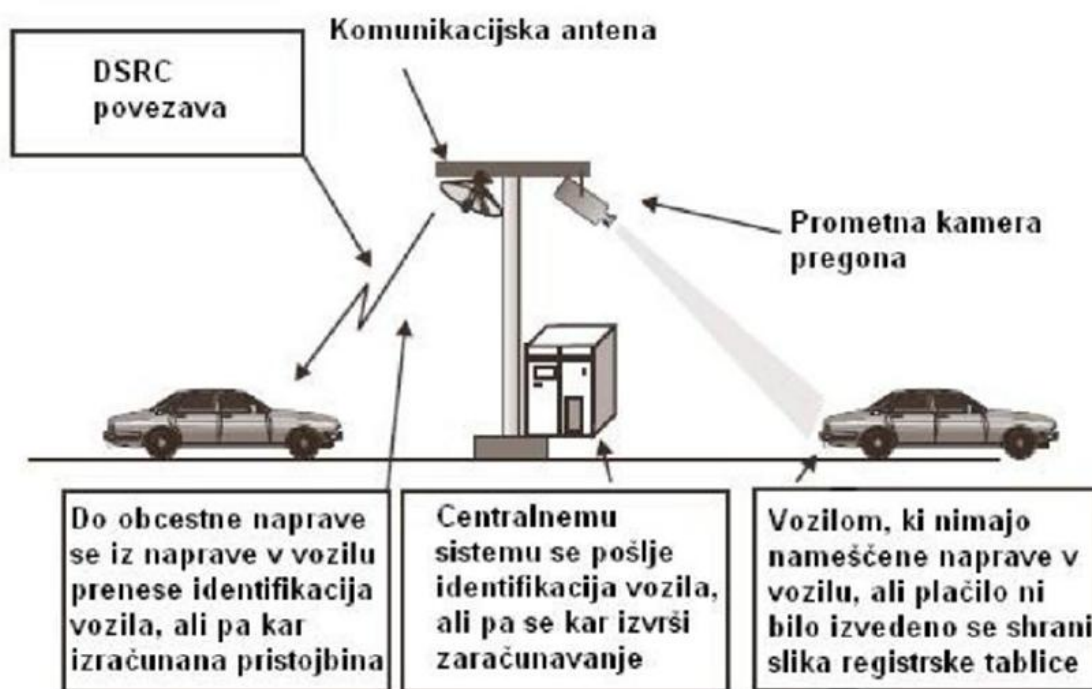 Komunikacijska antena
DSRC
povezava
Prometna kamera
pregona
Do obcestne naprave
se iz naprave v vozilu
prenese identifikacija
vozila, ali pa kar
izračunana pristojbina
Centralnemu
sistemu se pošlje
identifikacija vozila,
ali pa se kar izvrši
zaračunavanje
Vozilom, ki nimajo
nameščene naprave v
vozilu, ali plačilo ni
bilo izvedeno se shrani
slika registrske tablice